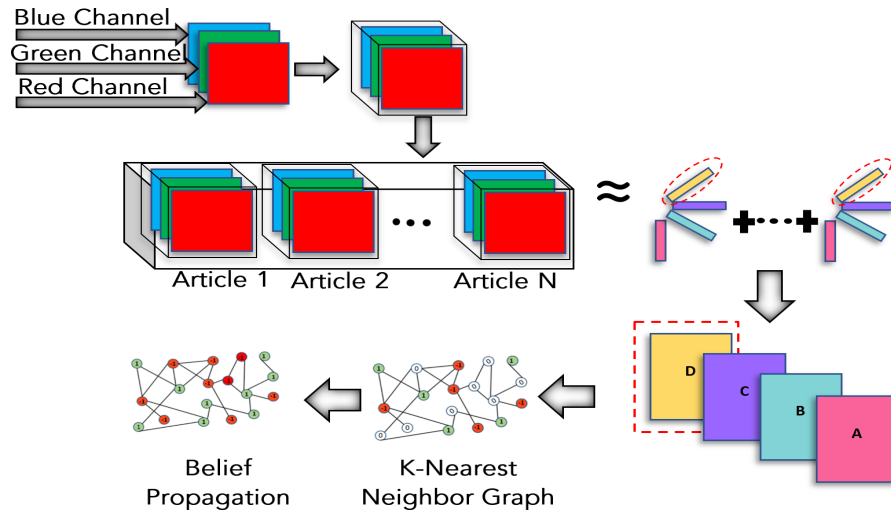 Blue Channel
Green Channel
Red Channel
≈
Article 1
Article 2
Article N
D
C
B
A
Belief
Propagation
K-Nearest
Neighbor Graph